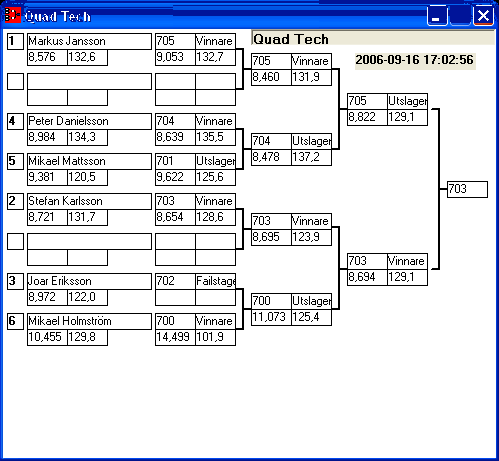 Quad Tech
Quad Tech
2006-09-16 17:02:56
1 Markus Jansson 705 Vinnare
8,576 132,6 9,053 132,7
705 Vinnare
8,460 131,9
705 Utslagen
8,822 129,1
4 Peter Danielsson 704 Vinnare
8,984 134,3 8,639 135,5
704 Utslager
8,478 137,2
5 Mikael Mattsson 701 Utslager
9,381 120,5 9,622 125,6
703
2 Stefan Karlsson 703 Vinnare
8,721 131,7 8,654 128,6
703 Vinnare
8,695 123,9
703 Vinnare
8,694 129,1
3 Joar Eriksson 702 Failstage
8,972 122,0
700 Utslager
11,073 125,4
6 Mikael Holmström 700 Vinnare
10,455 129,8 14,499 101,9